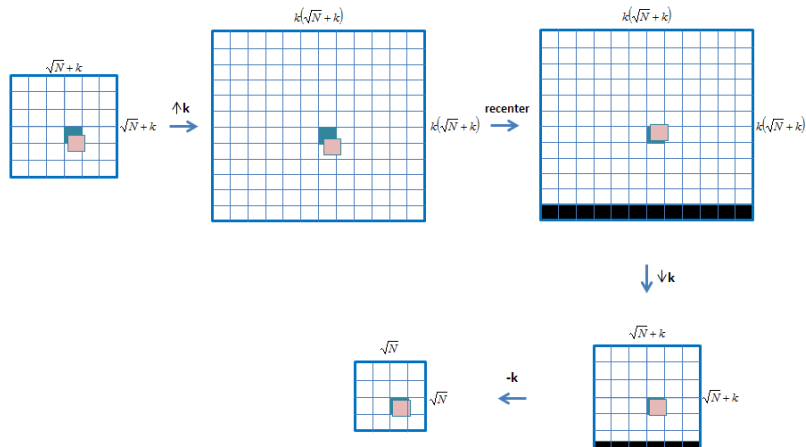 k(√N + k)
k(√N + k)
√N + k
↑k
recenter
√N + k
k(√N + k)
k(√N + k)
↓k
√N + k
√N
-k
√N
√N + k